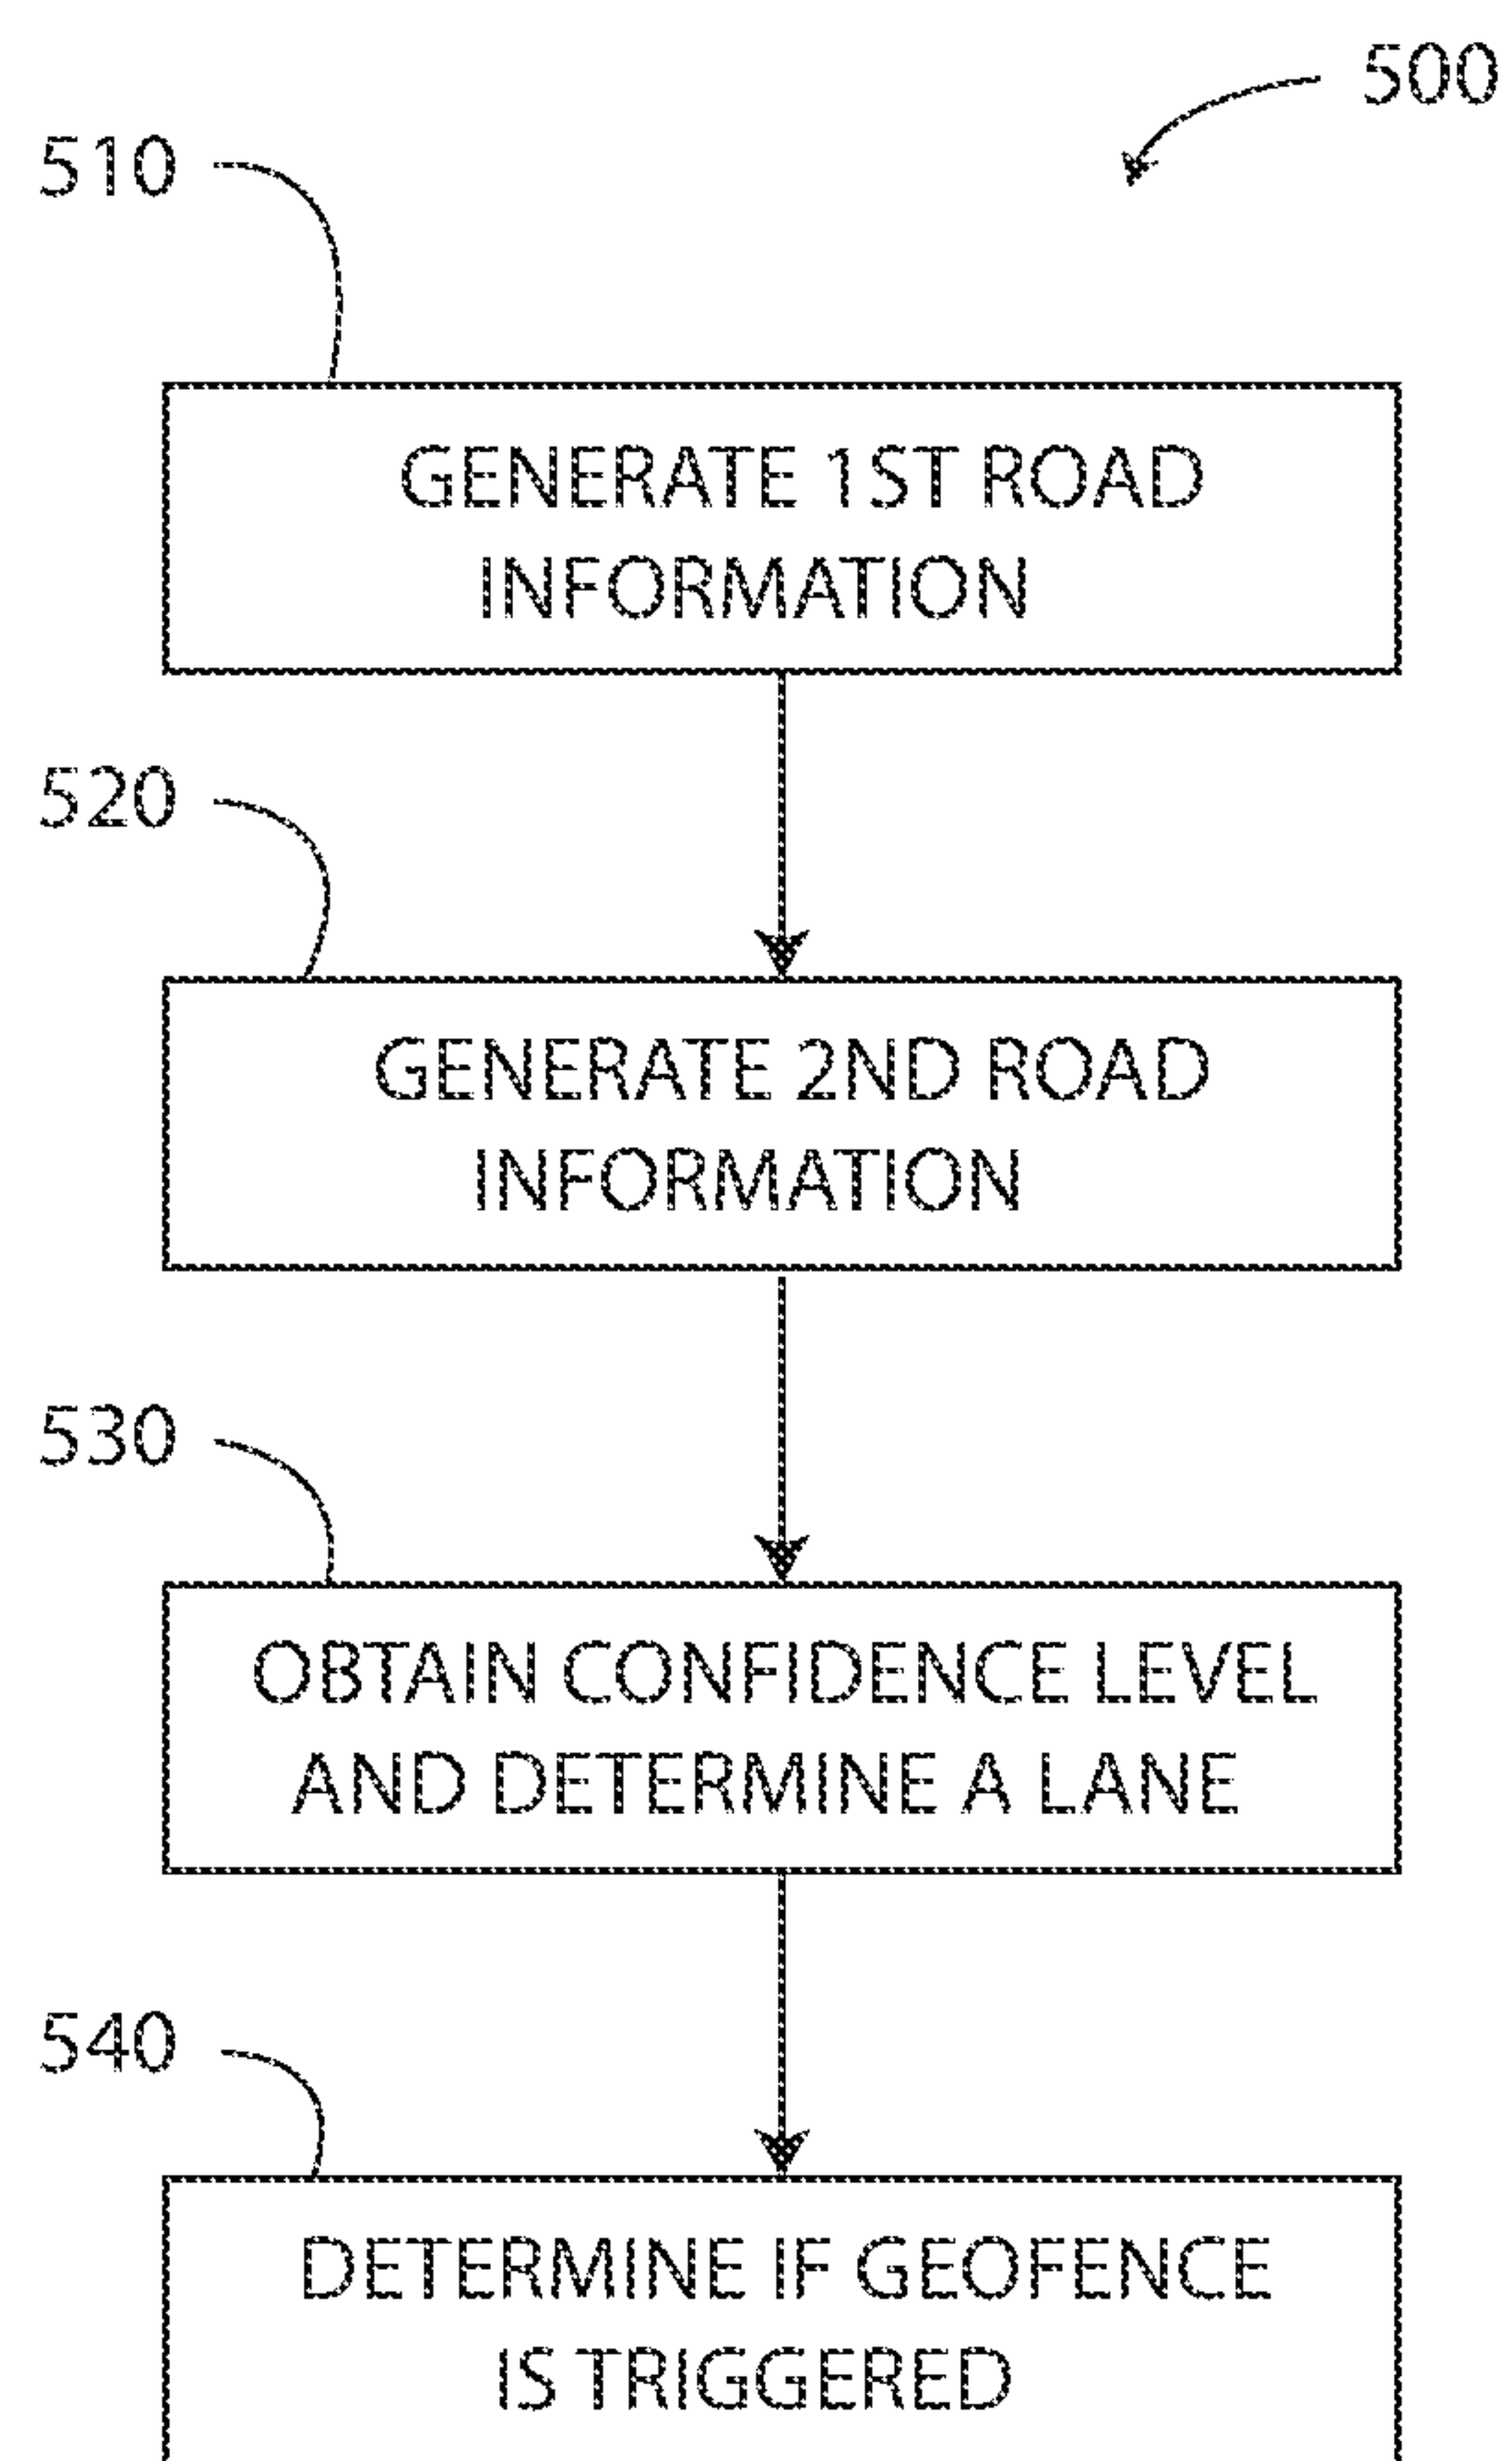 500
510
GENERATE 1ST ROAD
INFORMATION
520
GENERATE 2ND ROAD
INFORMATION
530
OBTAIN CONFIDENCE LEVEL
AND DETERMINE A LANE
540
DETERMINE IF GEOFENCE
IS TRIGGERED